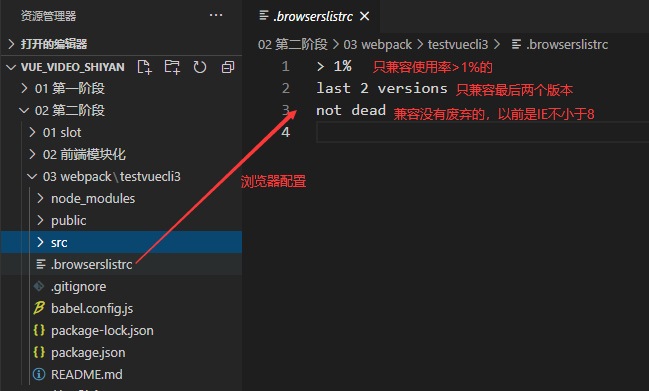 资源管理器
···
打开的编辑器
VUE_VIDEO_SHIYAN
01 第一阶段
02 第二阶段
01 slot
02 前端模块化
03 webpack\testvuecli3
node_modules
public
src
.browserslistrc
.gitignore
babel.config.js
package-lock.json
package.json
README.md
.browserslistrc
02 第二阶段 > 03 webpack > testvuecli3 > .browserslistrc
1 > 1% 只兼容使用率>1%的
2 last 2 versions 只兼容最后两个版本
3 not dead 兼容没有废弃的，以前是IE不小于8
4
浏览器配置